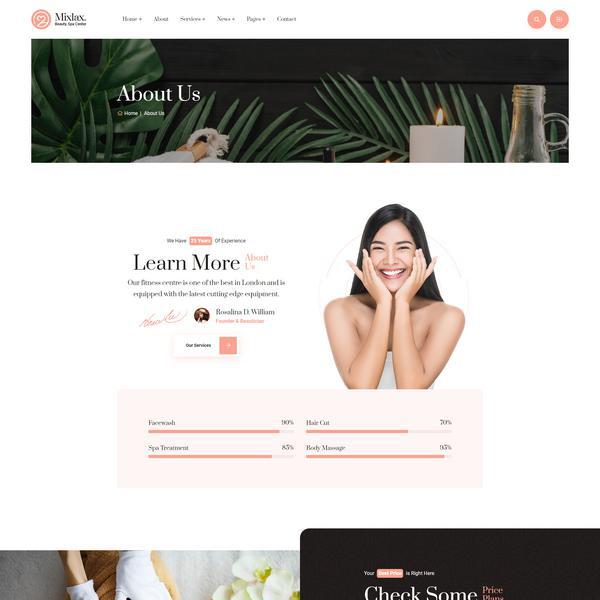 Mixlax.
Beauty, Spa Center
Home +
About
Services +
News +
Pages +
Contact
About Us
Home | About Us
We Have 25 Years Of Experience
Learn More About Us
Our fitness centre is one of the best in London and is
equipped with the latest cutting edge equipment.
Rosalina D. William
Founder & Beautician
Our Services
Facewash 90%
Hair Cut 70%
Spa Treatment 85%
Body Massage 95%
Your Best Price is Right Here
Check Some Price Plans